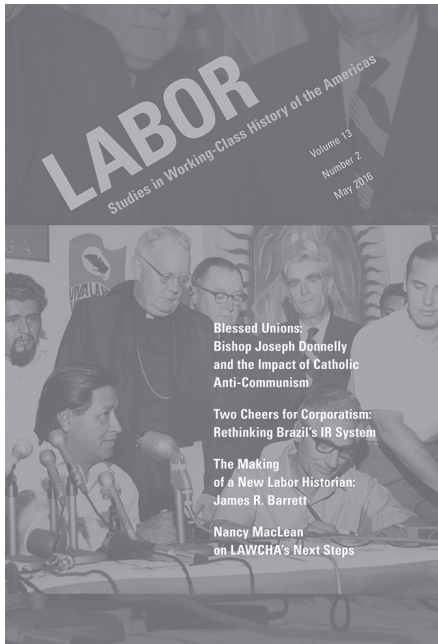 LABOR
Studies in Working-Class History of the Americas
Volume 13
Number 2
May 2016
VIVA LA
Blessed Unions:
Bishop Joseph Donnelly
and the Impact of Catholic
Anti-Communism
Two Cheers for Corporatism:
Rethinking Brazil's IR System
The Making
of a New Labor Historian:
James R. Barrett
Nancy MacLean
on LAWCHA's Next Steps